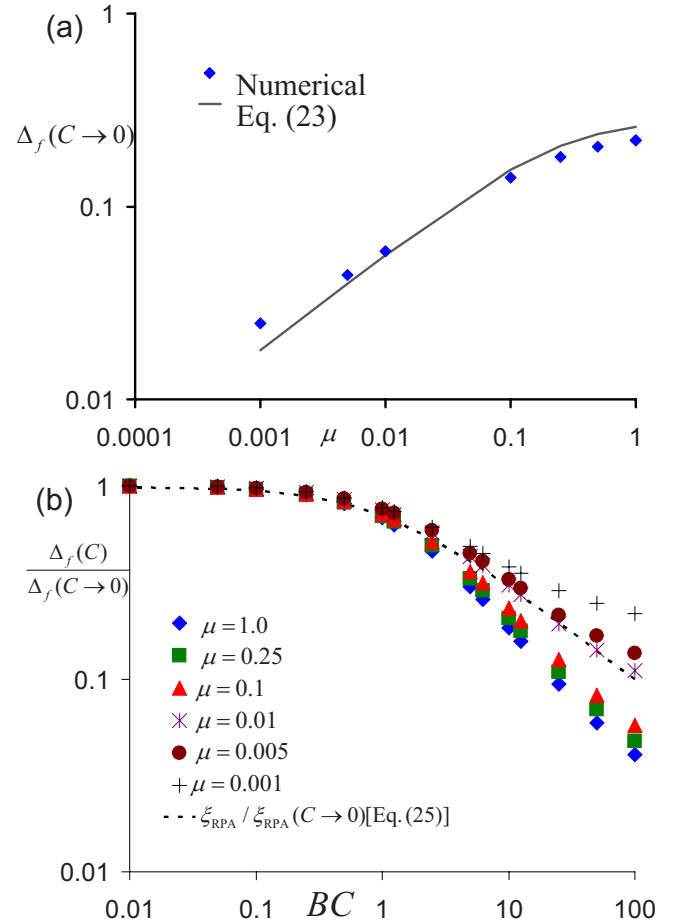 (a)
1
Numerical
Eq. (23)
Δ_f(C → 0)
0.1
0.01
0.0001 0.001 μ 0.01 0.1 1
(b)
1
Δ_f(C)
Δ_f(C → 0)
μ = 1.0
μ = 0.25
0.1
μ = 0.1
μ = 0.01
μ = 0.005
μ = 0.001
ξ_RPA / ξ_RPA(C → 0)[Eq. (25)]
0.01
0.01 0.1 BC 1 10 100